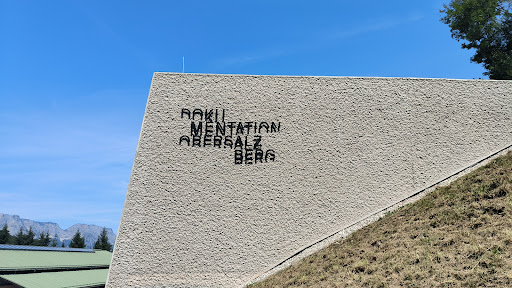 DOKU
MENTATION
OBERSALZ
BERG